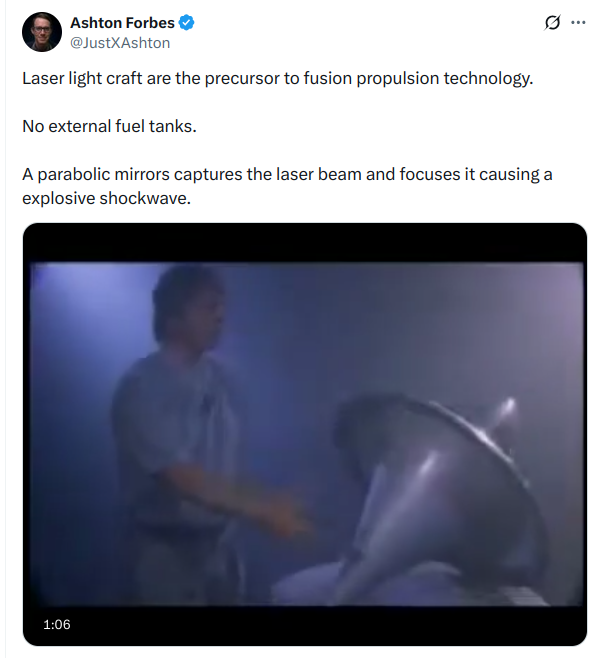 Ashton Forbes
@JustXAshton
Laser light craft are the precursor to fusion propulsion technology.
No external fuel tanks.
A parabolic mirrors captures the laser beam and focuses it causing a
explosive shockwave.
1:06